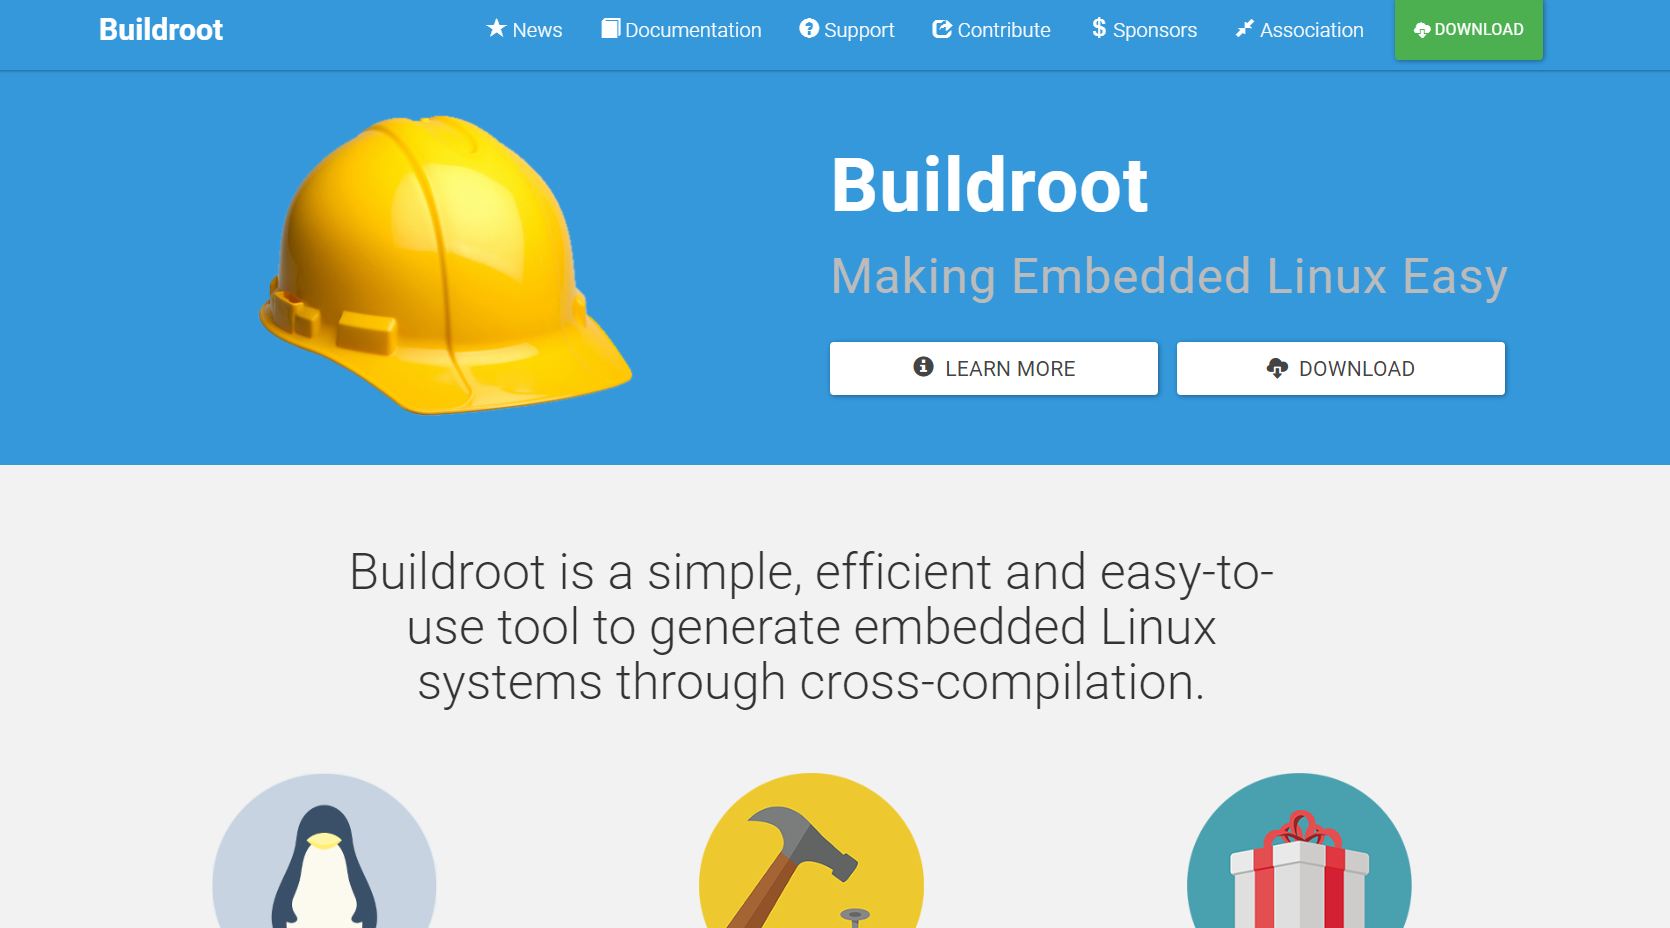 Buildroot
News
Documentation
Support
Contribute
Sponsors
Association
DOWNLOAD
Buildroot
Making Embedded Linux Easy
LEARN MORE
DOWNLOAD
Buildroot is a simple, efficient and easy-to-
use tool to generate embedded Linux
systems through cross-compilation.